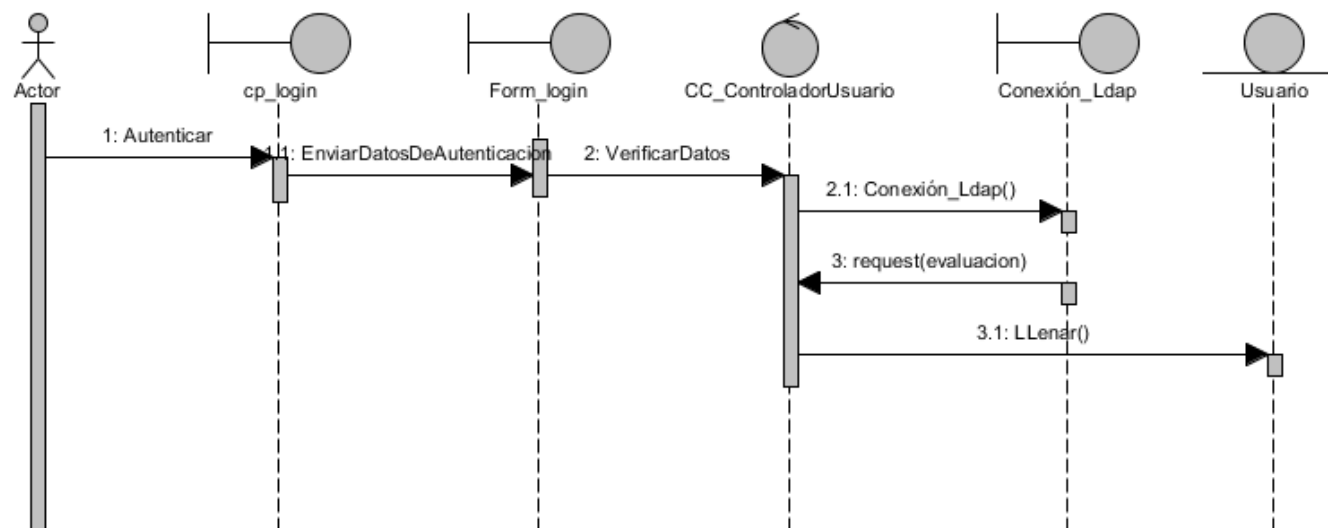 Actor
cp_login
Form_login
CC_ControladorUsuario
Conexión_Ldap
Usuario
1: Autenticar
1.1: EnviarDatosDeAutenticacion
2: VerificarDatos
2.1: Conexión_Ldap()
3: request(evaluacion)
3.1: LLenar()